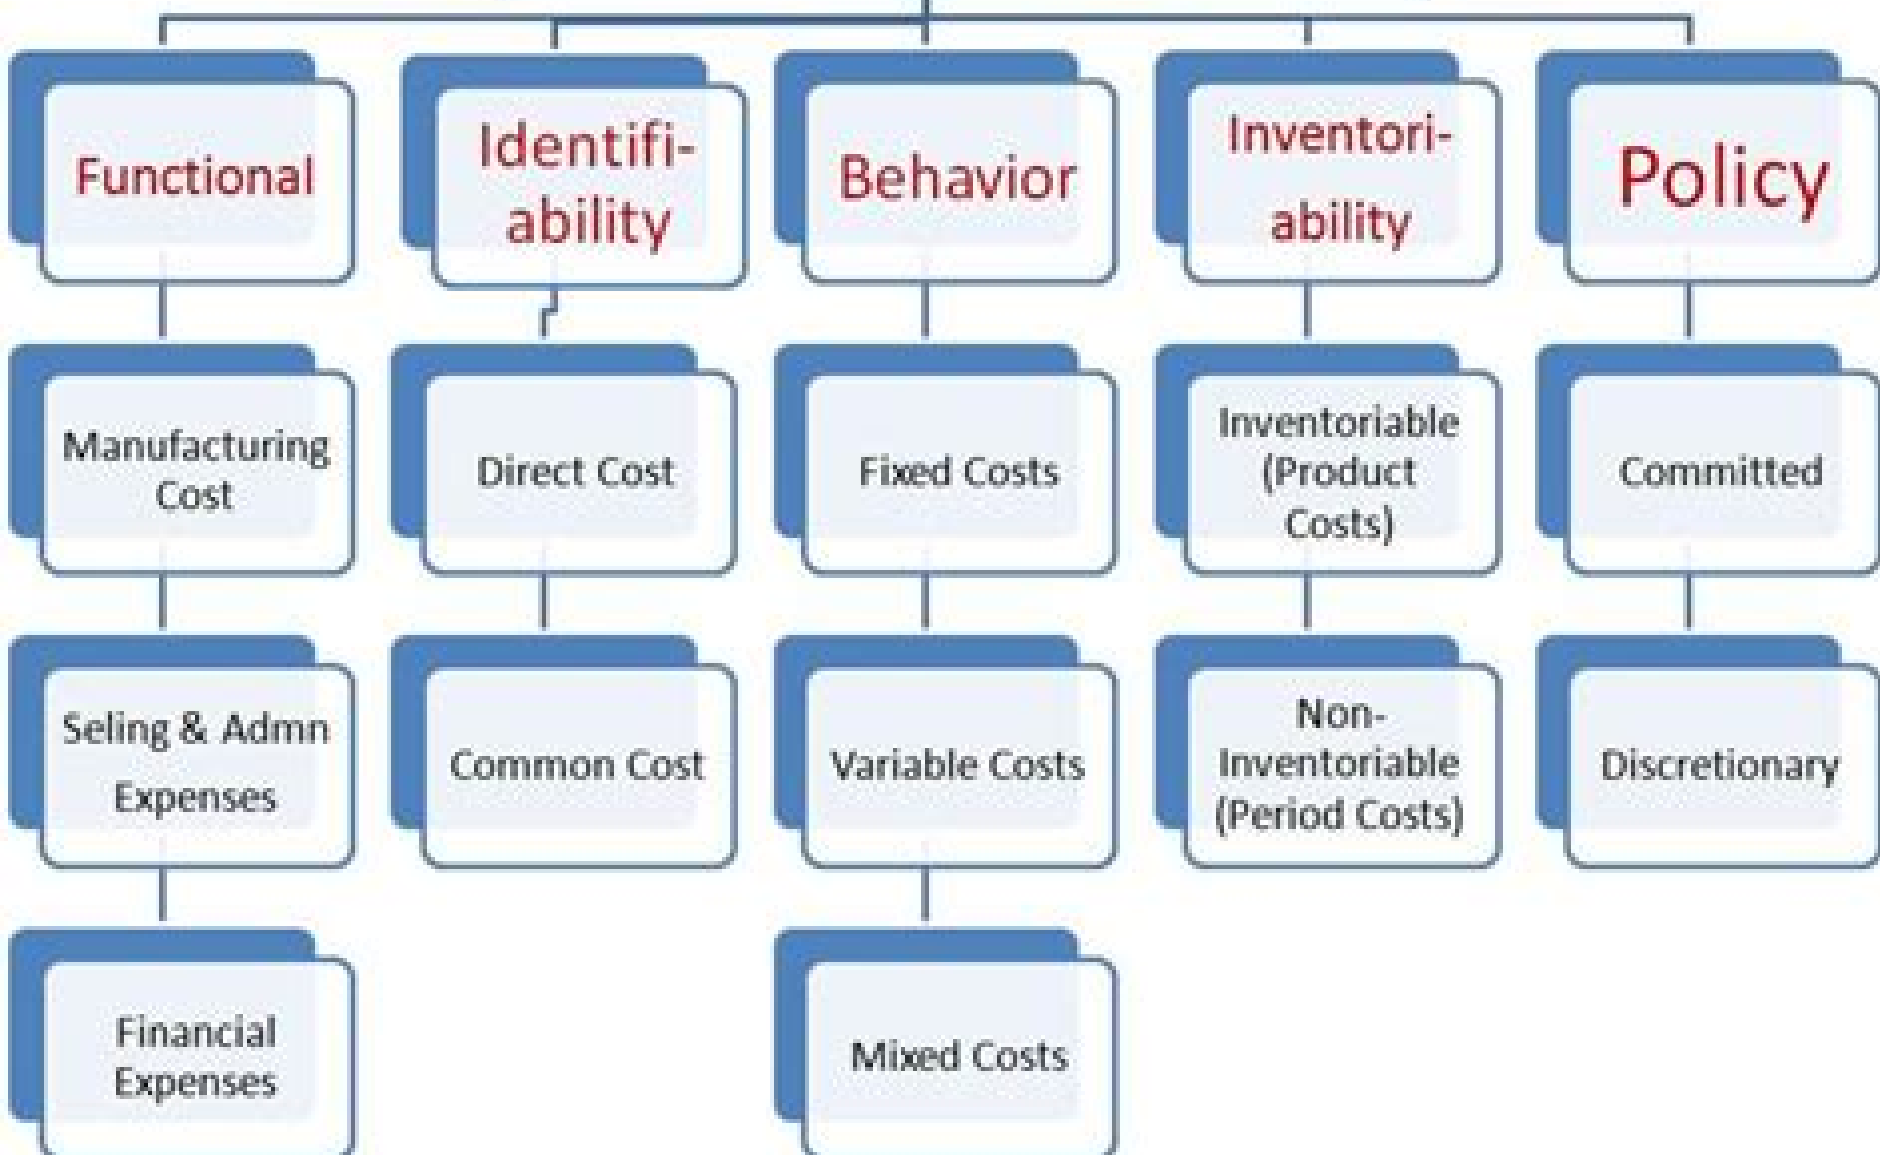 Functional
Identifi-
ability
Behavior
Inventori-
ability
Policy
Manufacturing
Cost
Direct Cost
Fixed Costs
Inventoriable
(Product
Costs)
Committed
Seling & Admn
Expenses
Common Cost
Variable Costs
Non-
Inventoriable
(Period Costs)
Discretionary
Financial
Expenses
Mixed Costs